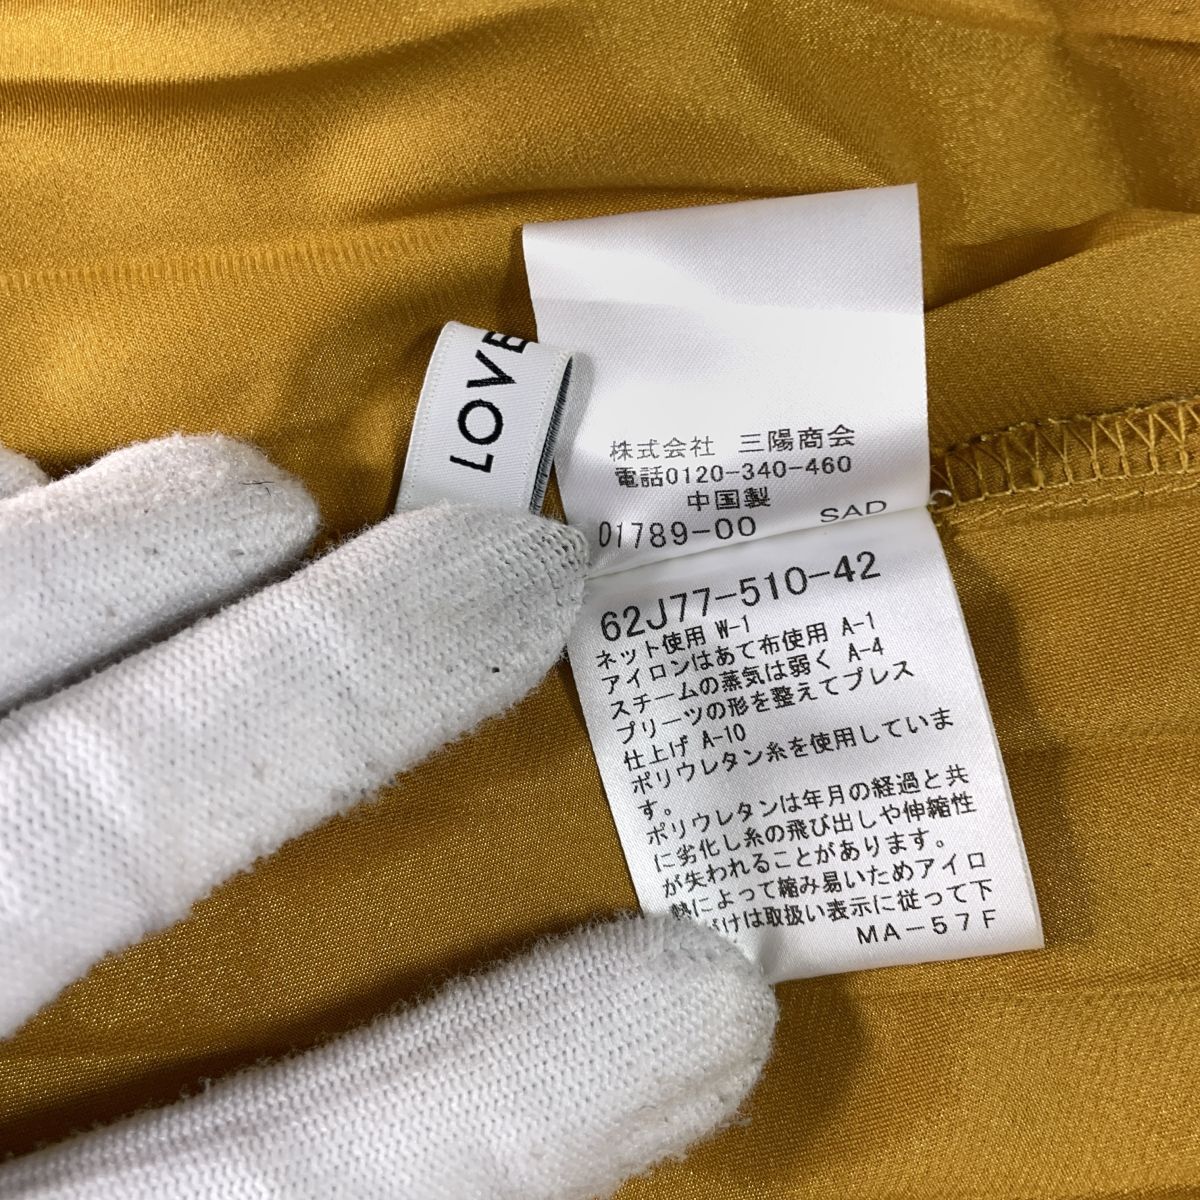 LOVE
株式会社 三陽商会
電話0120-340-460
中国製
01789-00 SAD
62J77-510-42
ネット使用 W-1
アイロンはあて布使用 A-1
スチームの蒸気は弱く A-4
プリーツの形を整えてプレス
仕上げ A-10
ポリウレタン糸を使用していま
す。
ポリウレタンは年月の経過と共
に劣化し糸の飛び出しや伸縮性
が失われることがあります。
熱によって縮み易いためアイロ
がけは取扱い表示に従って下
MA-57F